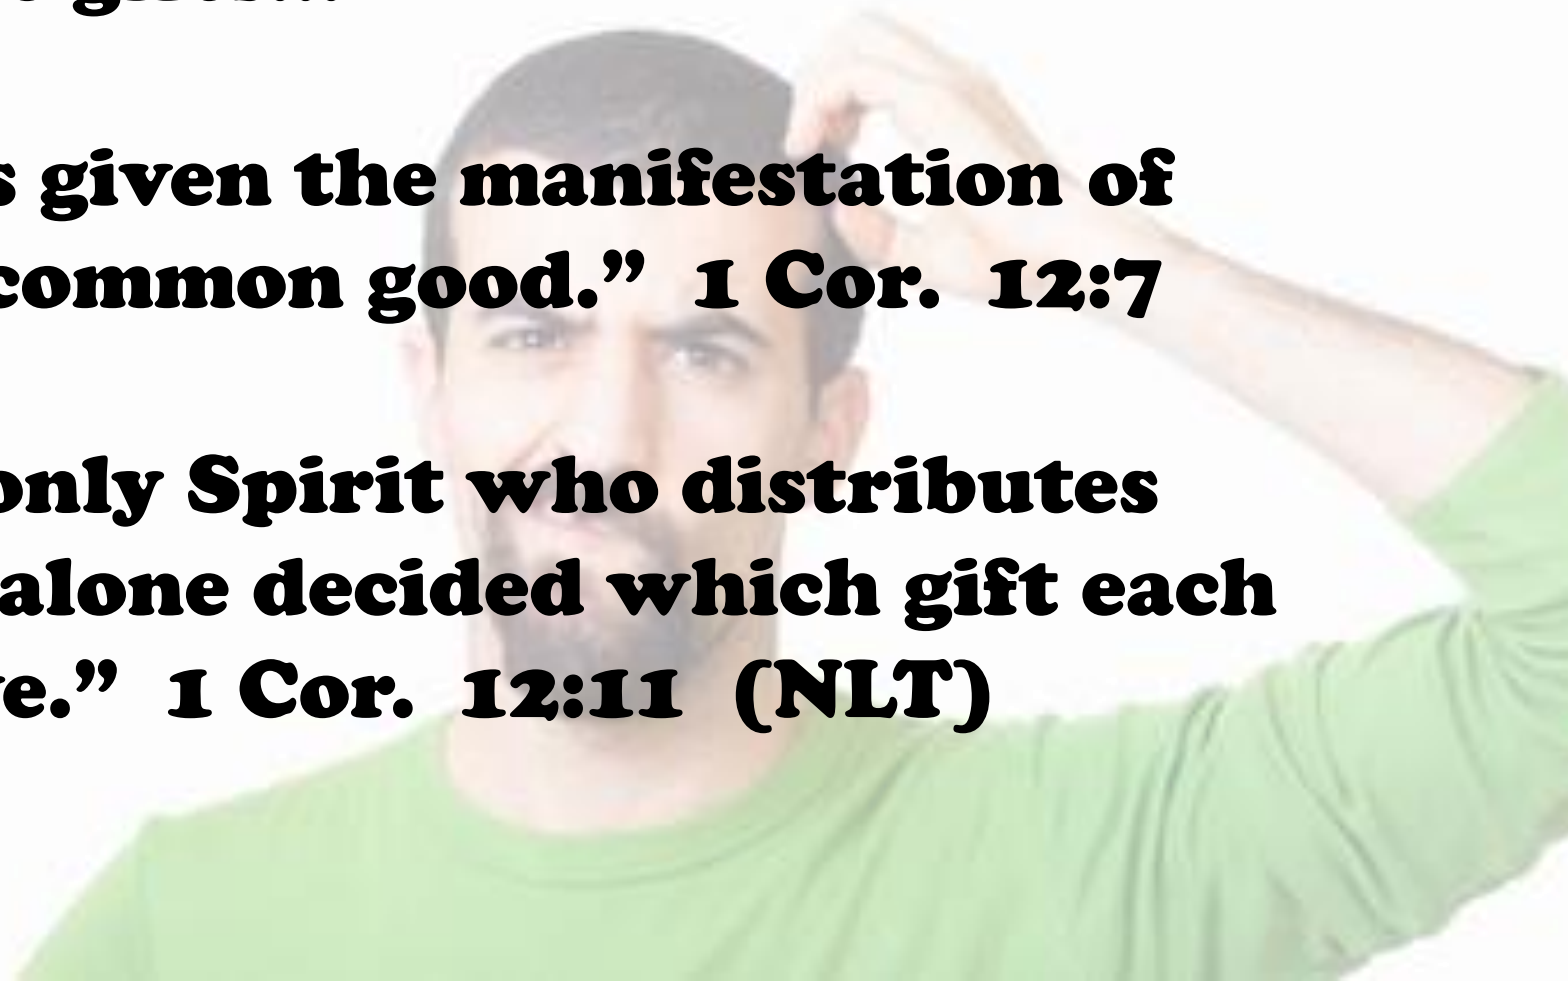 given the manifestation of
common good.” 1 Cor. 12:7
only Spirit who distributes
alone decided which gift each
1 Cor. 12:11 (NLT)